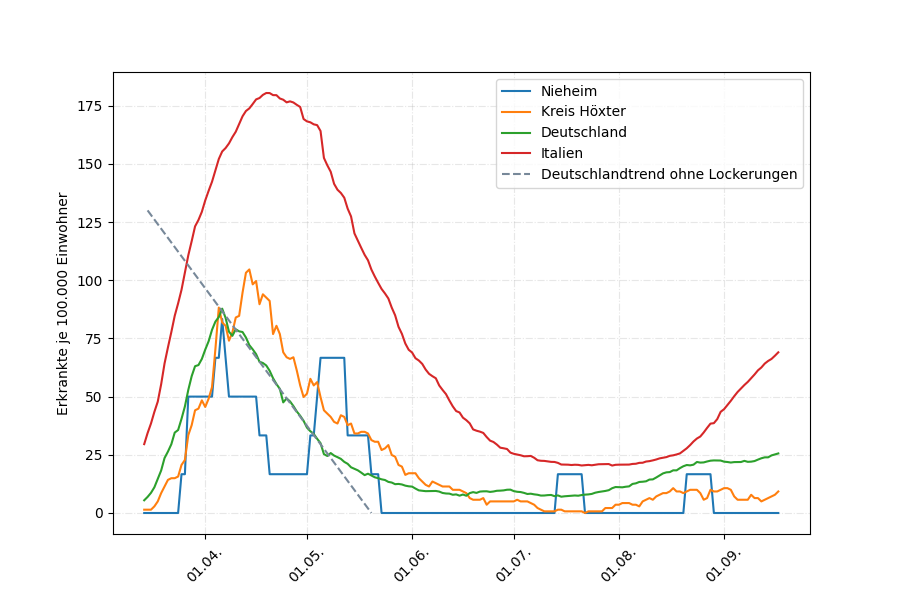 Nieheim
Kreis Höxter
Deutschland
Italien
Deutschlandtrend ohne Lockerungen
Erkrankte je 100.000 Einwohner
175
150
125
100
75
50
25
0
01.04.
01.05.
01.06.
01.07.
01.08.
01.09.